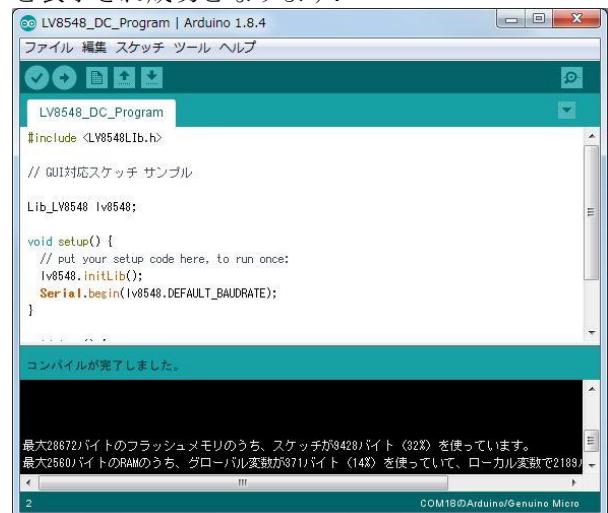 LV8548_DC_Program | Arduino 1.8.4
ファイル 編集 スケッチ ツール ヘルプ
LV8548_DC_Program
#include <LV8548LIb.h>
// GUI対応スケッチ サンプル
Lib_LV8548 lv8548;
void setup() {
// put your setup code here, to run once:
lv8548.initLib();
Serial.begin(lv8548.DEFAULT_BAUDRATE);
}
コンパイルが完了しました。
最大28672バイトのフラッシュメモリのうち、スケッチが9428バイト（32%）を使っています。
最大2560バイトのRAMのうち、グローバル変数が371バイト（14%）を使っていて、ローカル変数で2189
2
COM18のArduino/Genuino Micro